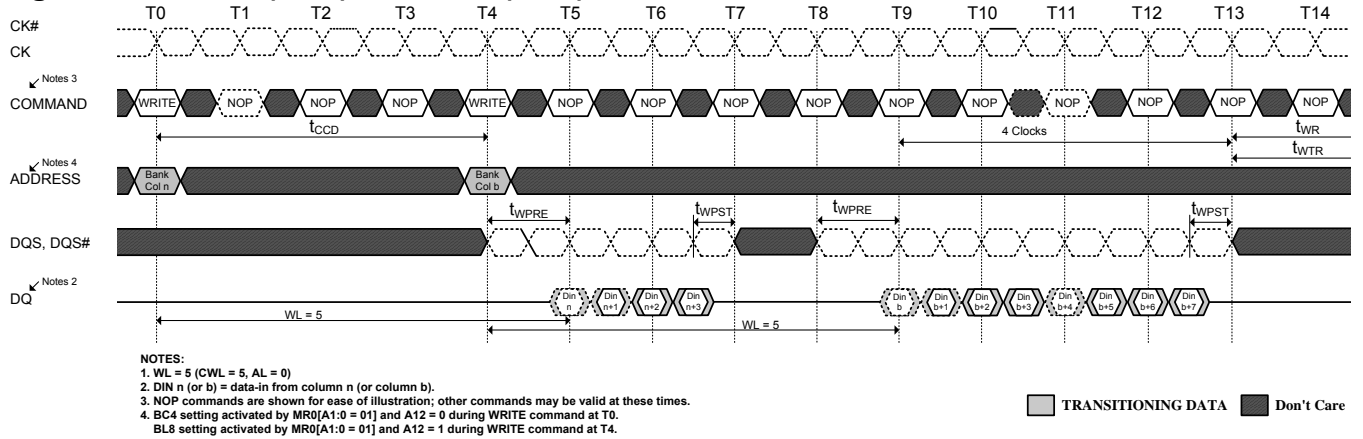 T0 T1 T2 T3 T4 T5 T6 T7 T8 T9 T10 T11 T12 T13 T14
CK#
CK
Notes 3
COMMAND
WRITE NOP NOP NOP WRITE NOP NOP NOP NOP NOP NOP NOP NOP NOP NOP
tCCD
4 Clocks
tWR
tWTR
Notes 4
ADDRESS
Bank Bank
Col n Col b
tWPRE tWPST tWPRE tWPST
DQS, DQS#
Notes 2
DQ
Din Din Din Din Din Din Din Din Din Din Din Din
n n+1 n+2 n+3 b b+1 b+2 b+3 b+4 b+5 b+6 b+7
WL = 5
WL = 5
NOTES:
1. WL = 5 (CWL = 5, AL = 0)
2. DIN n (or b) = data-in from column n (or column b).
3. NOP commands are shown for ease of illustration; other commands may be valid at these times.
4. BC4 setting activated by MR0[A1:0 = 01] and A12 = 0 during WRITE command at T0.
BL8 setting activated by MR0[A1:0 = 01] and A12 = 1 during WRITE command at T4.
TRANSITIONING DATA Don't Care